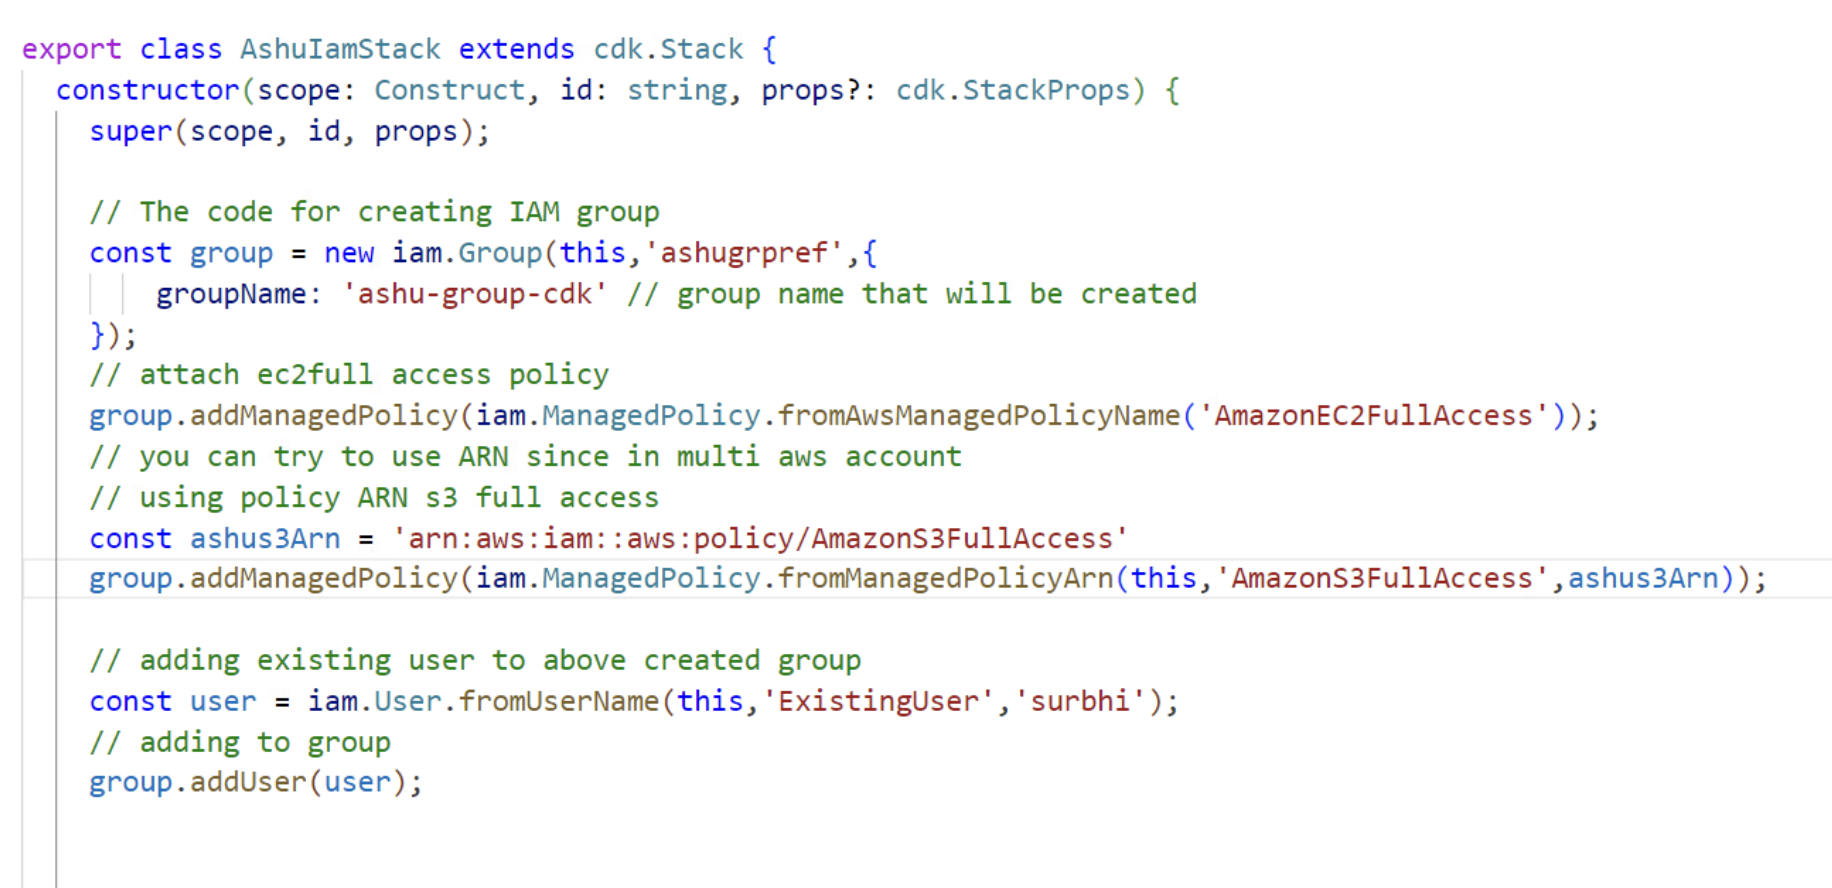 export class AshuIamStack extends cdk.Stack {
constructor(scope: Construct, id: string, props?: cdk.StackProps) {
super(scope, id, props);
// The code for creating IAM group
const group = new iam.Group(this,'ashugrpref',{
groupName: 'ashu-group-cdk' // group name that will be created
});
// attach ec2full access policy
group.addManagedPolicy(iam.ManagedPolicy.fromAwsManagedPolicyName('AmazonEC2FullAccess'));
// you can try to use ARN since in multi aws account
// using policy ARN s3 full access
const ashus3Arn = 'arn:aws:iam::aws:policy/AmazonS3FullAccess'
group.addManagedPolicy(iam.ManagedPolicy.fromManagedPolicyArn(this,'AmazonS3FullAccess',ashus3Arn));
// adding existing user to above created group
const user = iam.User.fromUserName(this,'ExistingUser','surbhi');
// adding to group
group.addUser(user);